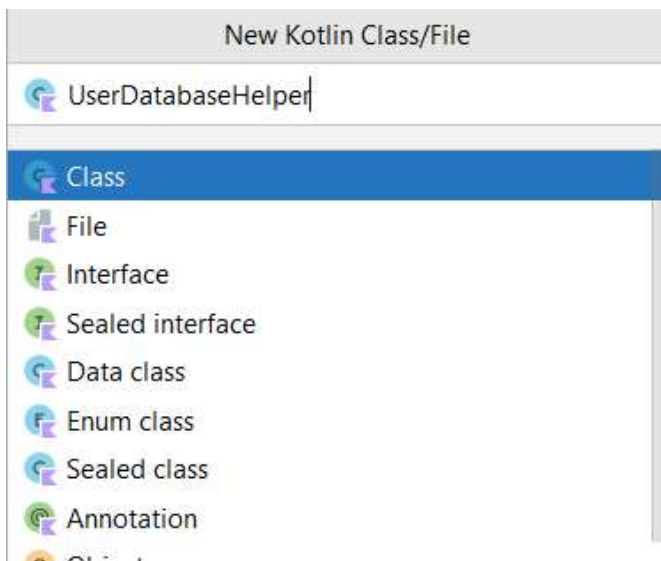 New Kotlin Class/File
UserDatabaseHelper
Class
File
Interface
Sealed interface
Data class
Enum class
Sealed class
Annotation